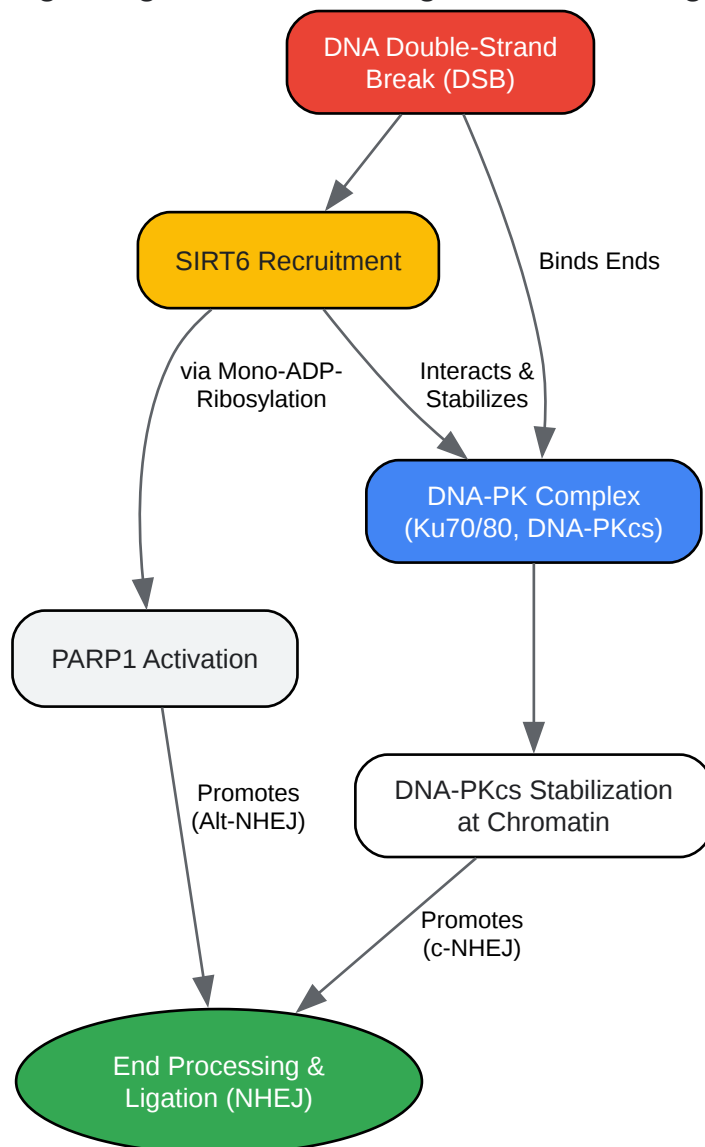 DNA Double-Strand
Break (DSB)
SIRT6 Recruitment
Binds Ends
via Mono-ADP-
Ribosylation
Interacts &
Stabilizes
DNA-PK Complex
(Ku70/80, DNA-PKcs)
PARP1 Activation
DNA-PKcs Stabilization
at Chromatin
Promotes
(Alt-NHEJ)
Promotes
(c-NHEJ)
End Processing &
Ligation (NHEJ)